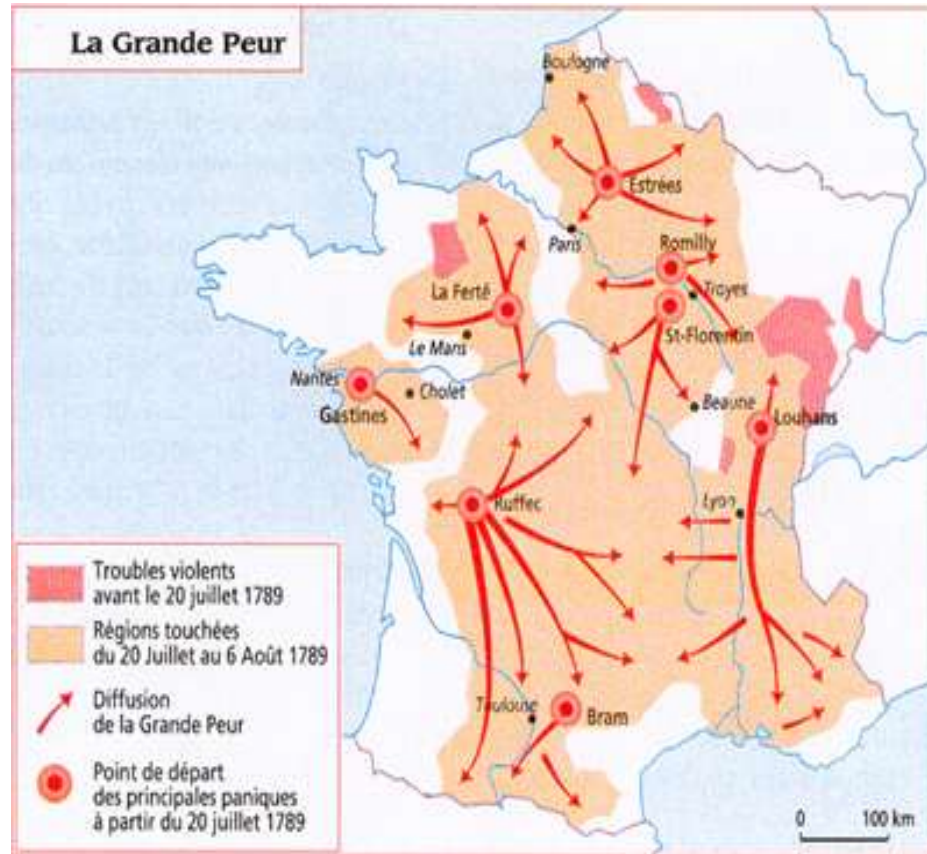 La Grande Peur
Boulogne
Estrées
Paris
Romilly
La Ferté
Troyes
St-Florentin
Le Mans
Nantes
Cholet
Gastines
Beaune
Louhans
Ruffec
Lyon
Toulouse
Bram
Troubles violents
avant le 20 juillet 1789
Régions touchées
du 20 Juillet au 6 Août 1789
Diffusion
de la Grande Peur
Point de départ
des principales paniques
à partir du 20 juillet 1789
0 100 km